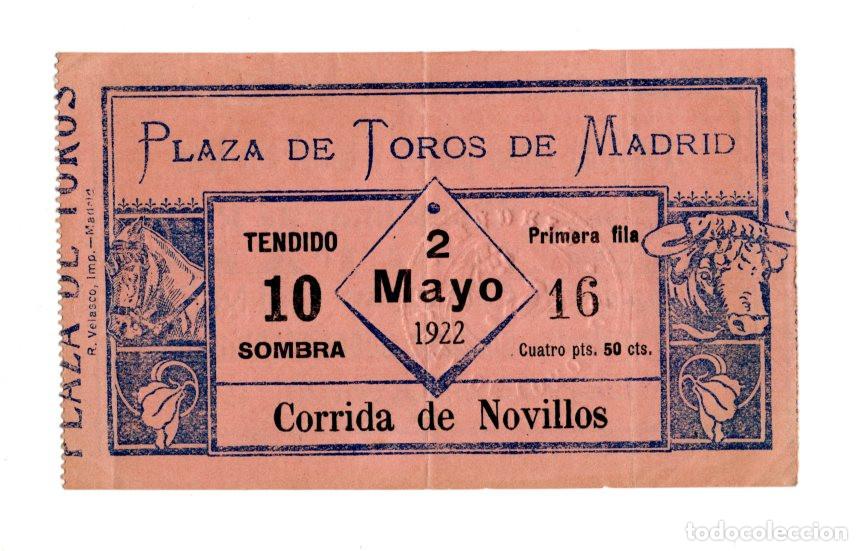 PLAZA DE TOROS DE MADRID
PLAZA DE TOROS
R. Velasco, Imp.—Madrid
TENDIDO
10
SOMBRA
2
Mayo
1922
Primera fila
16
Cuatro pts. 50 cts.
Corrida de Novillos
todocoleccion